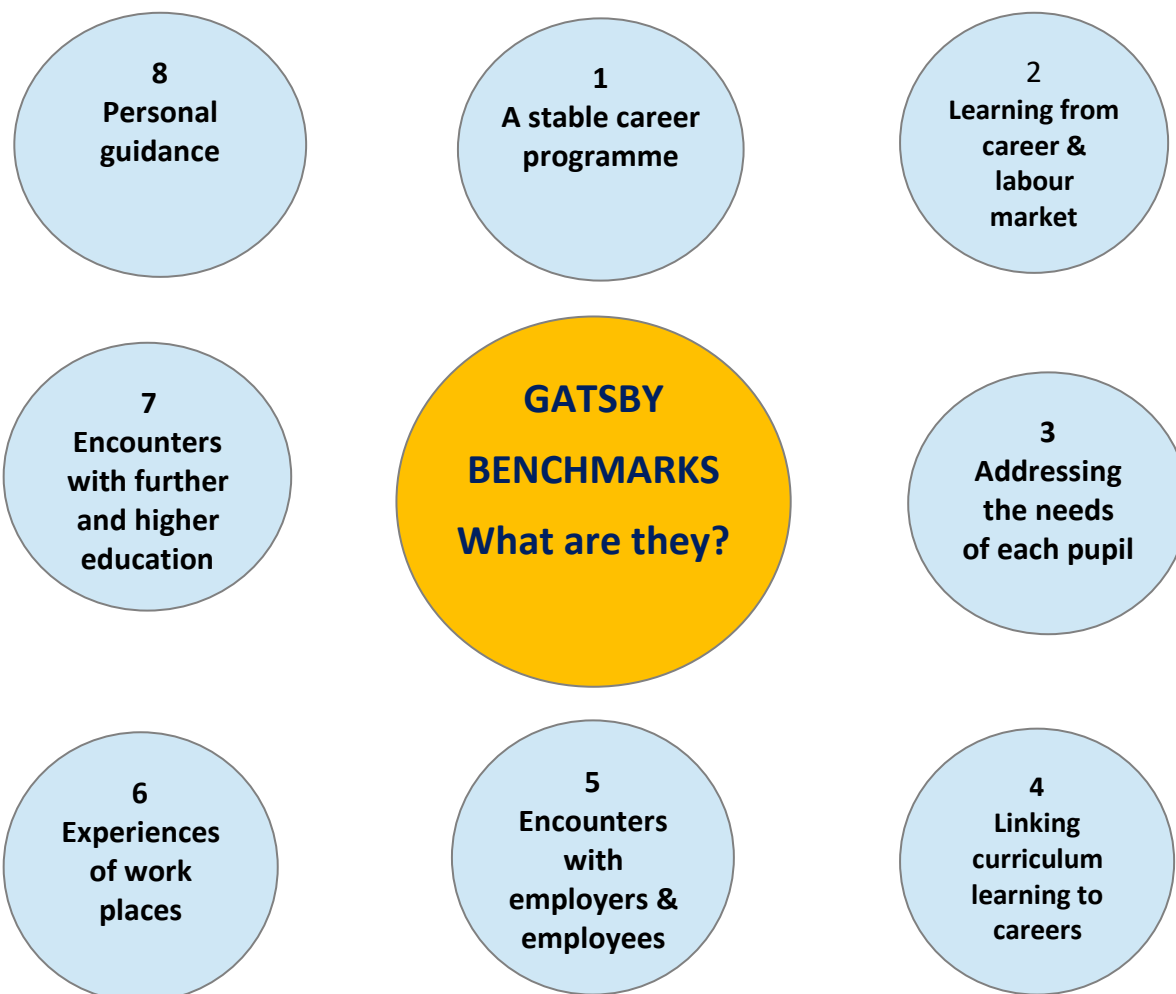 8
Personal
guidance
1
A stable career
programme
2
Learning from
career &
labour
market
7
Encounters
with further
and higher
education
GATSBY
BENCHMARKS
What are they?
3
Addressing
the needs
of each pupil
6
Experiences
of work
places
5
Encounters
with
employers &
employees
4
Linking
curriculum
learning to
careers